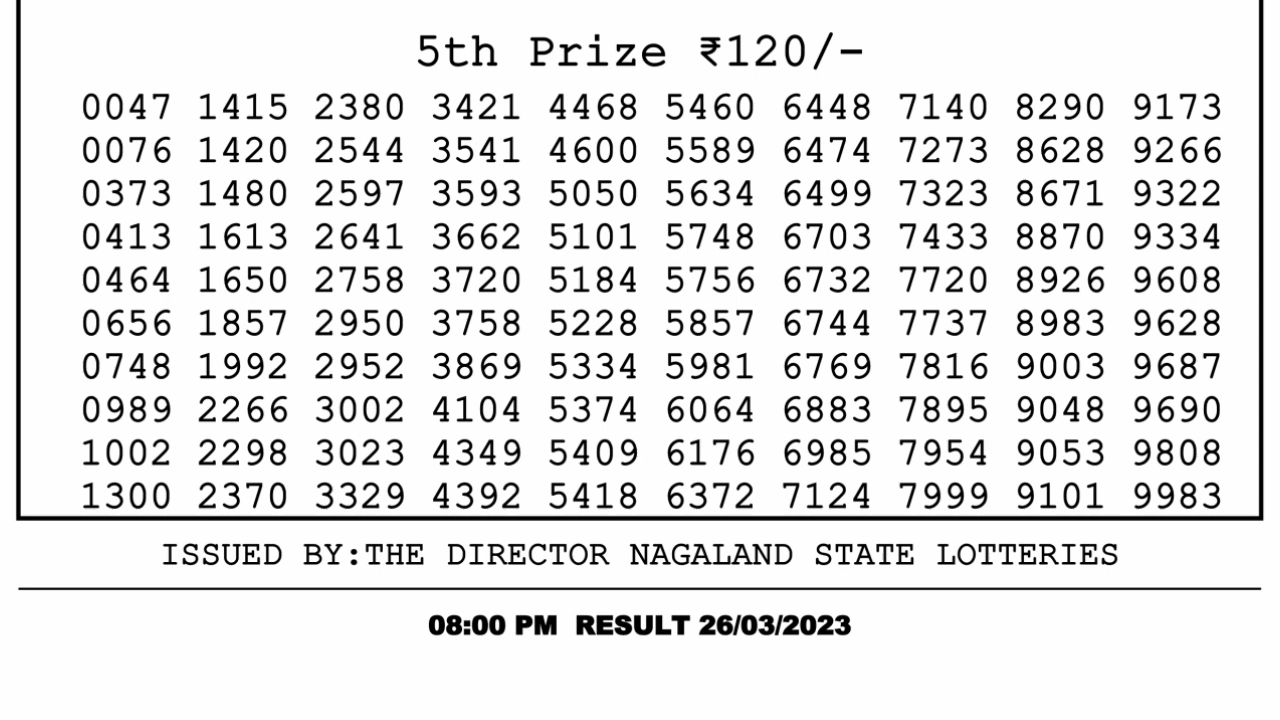 5th Prize ₹120/-
0047 1415 2380 3421 4468 5460 6448 7140 8290 9173
0076 1420 2544 3541 4600 5589 6474 7273 8628 9266
0373 1480 2597 3593 5050 5634 6499 7323 8671 9322
0413 1613 2641 3662 5101 5748 6703 7433 8870 9334
0464 1650 2758 3720 5184 5756 6732 7720 8926 9608
0656 1857 2950 3758 5228 5857 6744 7737 8983 9628
0748 1992 2952 3869 5334 5981 6769 7816 9003 9687
0989 2266 3002 4104 5374 6064 6883 7895 9048 9690
1002 2298 3023 4349 5409 6176 6985 7954 9053 9808
1300 2370 3329 4392 5418 6372 7124 7999 9101 9983
ISSUED BY:THE DIRECTOR NAGALAND STATE LOTTERIES
08:00 PM RESULT 26/03/2023